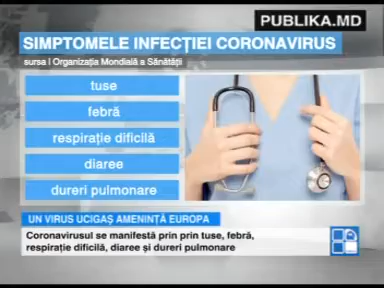 PUBLIKA.MD
SIMPTOMELE INFECȚIEI CORONAVIRUS
sursa | Organizația Mondială a Sănătății
tuse
febră
respirație dificilă
diaree
dureri pulmonare
UN VIRUS UCIGAȘ AMENINȚĂ EUROPA
Coronavirusul se manifestă prin prin tuse, febră,
respirație dificilă, diaree și dureri pulmonare